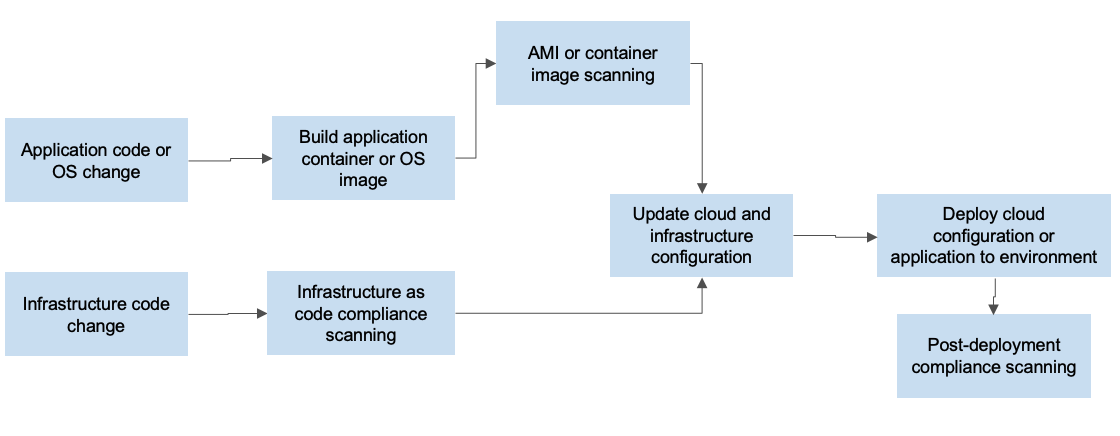 AMI or container
image scanning
Application code or
OS change
Build application
container or OS
image
Update cloud and
infrastructure
configuration
Deploy cloud
configuration or
application to environment
Infrastructure code
change
Infrastructure as
code compliance
scanning
Post-deployment
compliance scanning